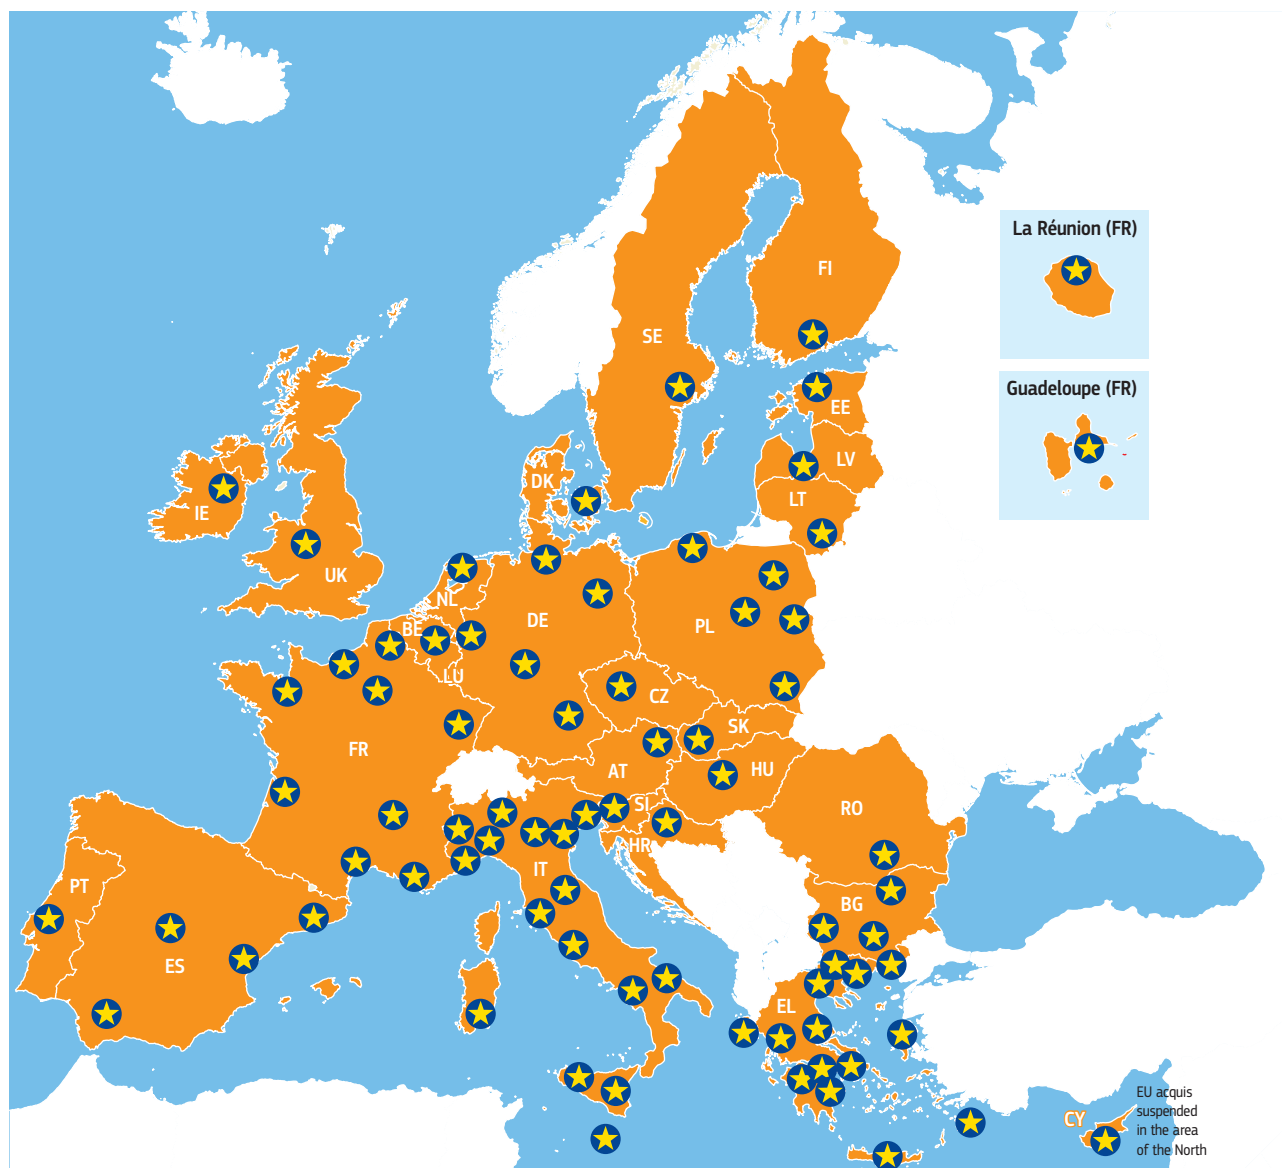 La Réunion (FR)
FI
SE
Guadeloupe (FR)
EE
LV
DK
LT
IE
UK
NL
DE
BE
PL
LU
CZ
SK
FR
HU
AT
SI
RO
HR
IT
PT
BG
ES
EL
CY
EU acquis
suspended
in the area
of the North